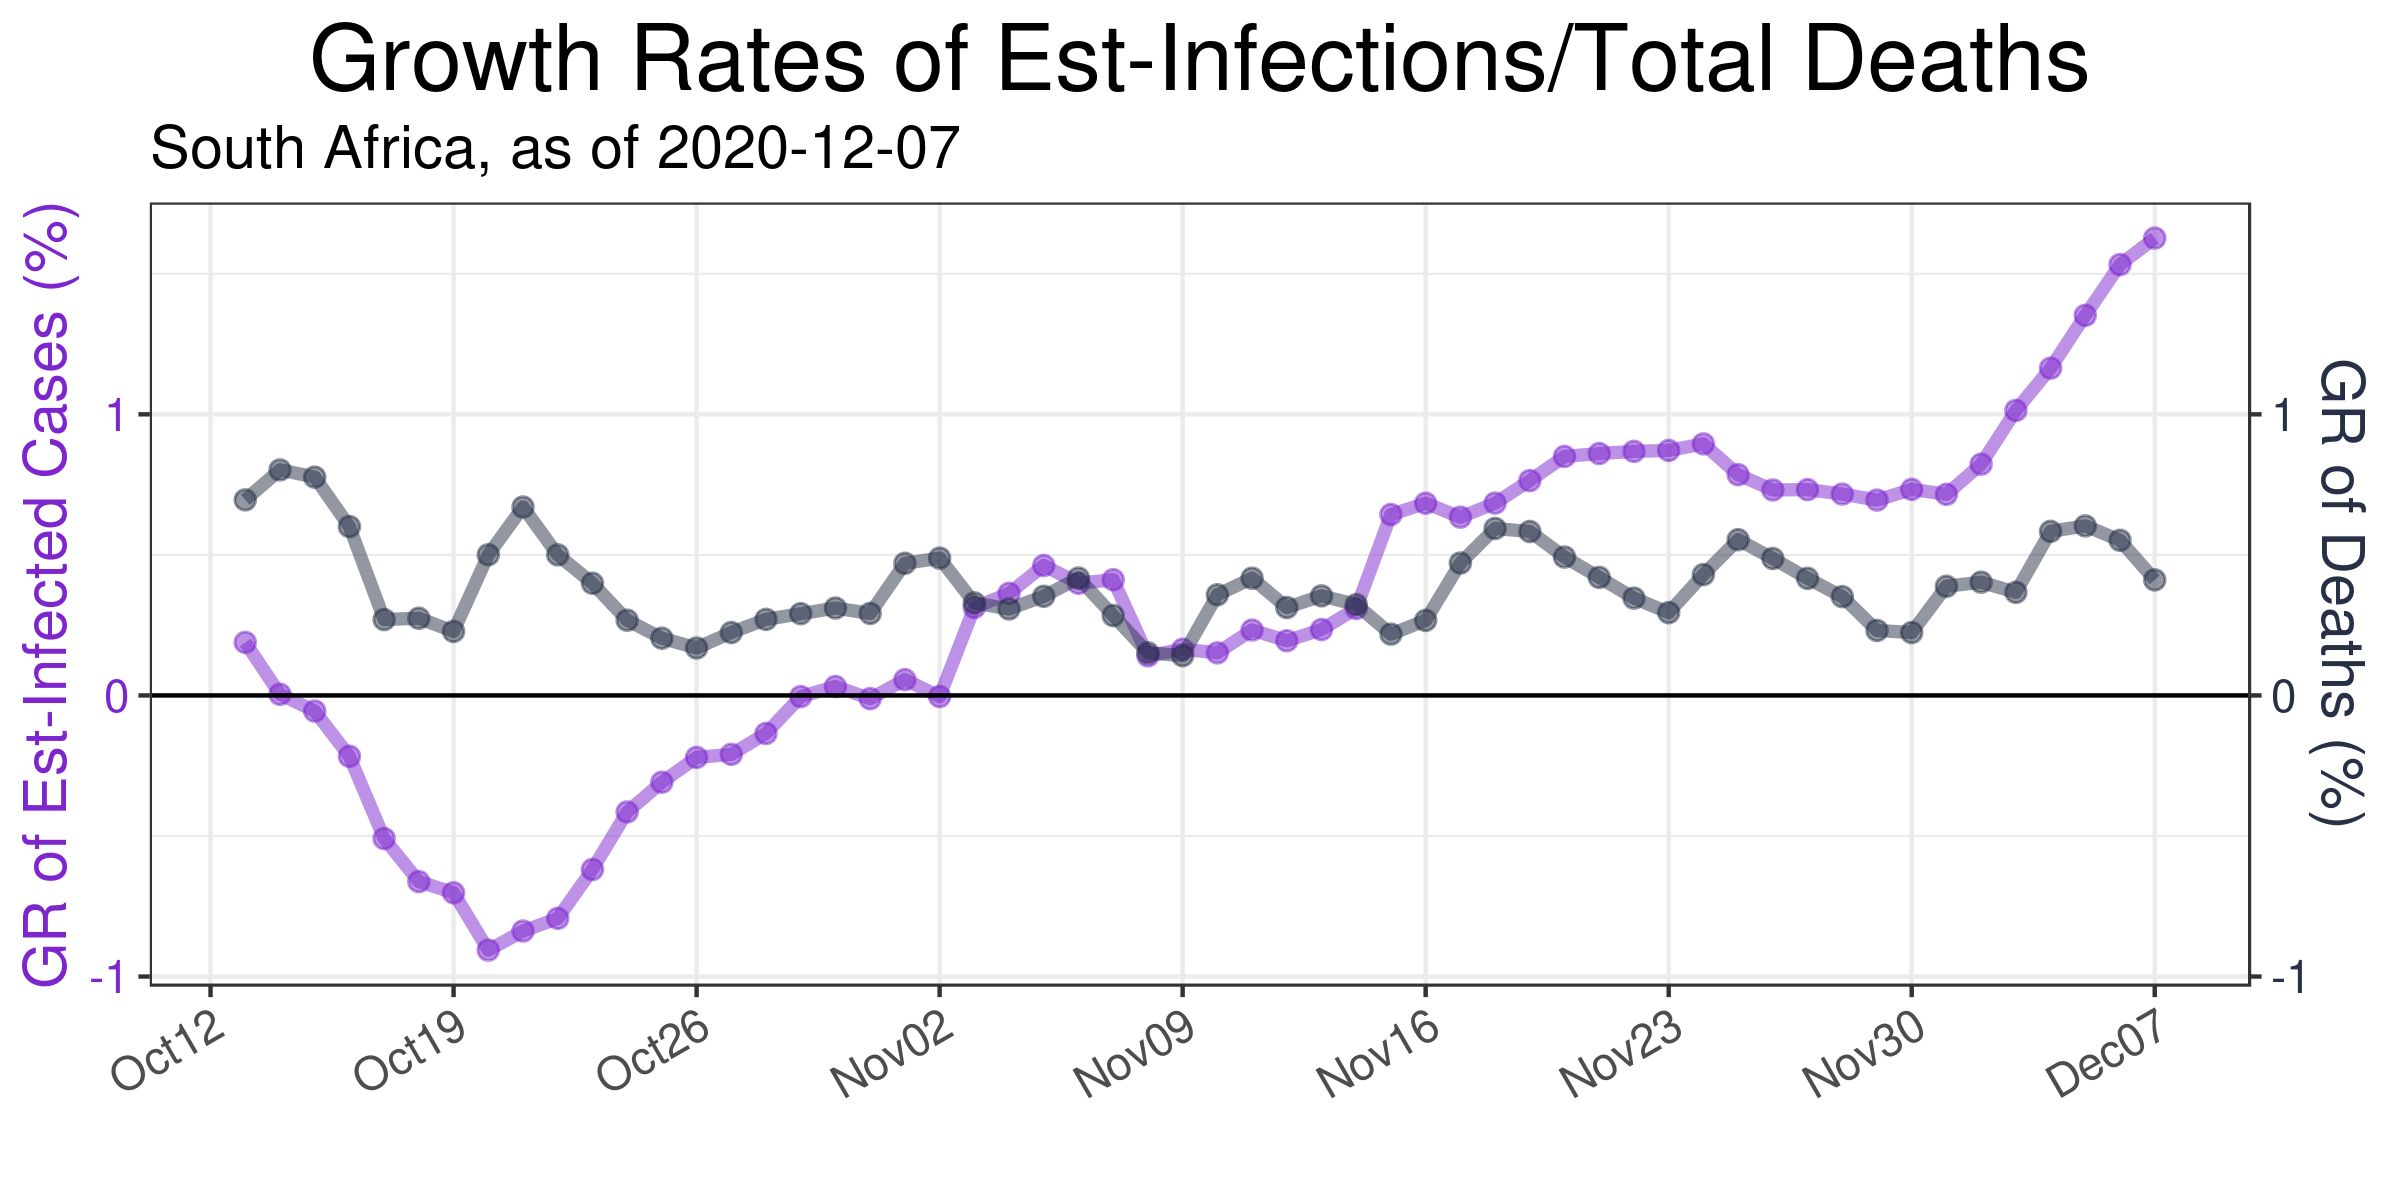 Growth Rates of Est-Infections/Total Deaths
South Africa, as of 2020-12-07
GR of Est-Infected Cases (%)
1
0
-1
GR of Deaths (%)
1
0
-1
Oct12
Oct19
Oct26
Nov02
Nov09
Nov16
Nov23
Nov30
Dec07